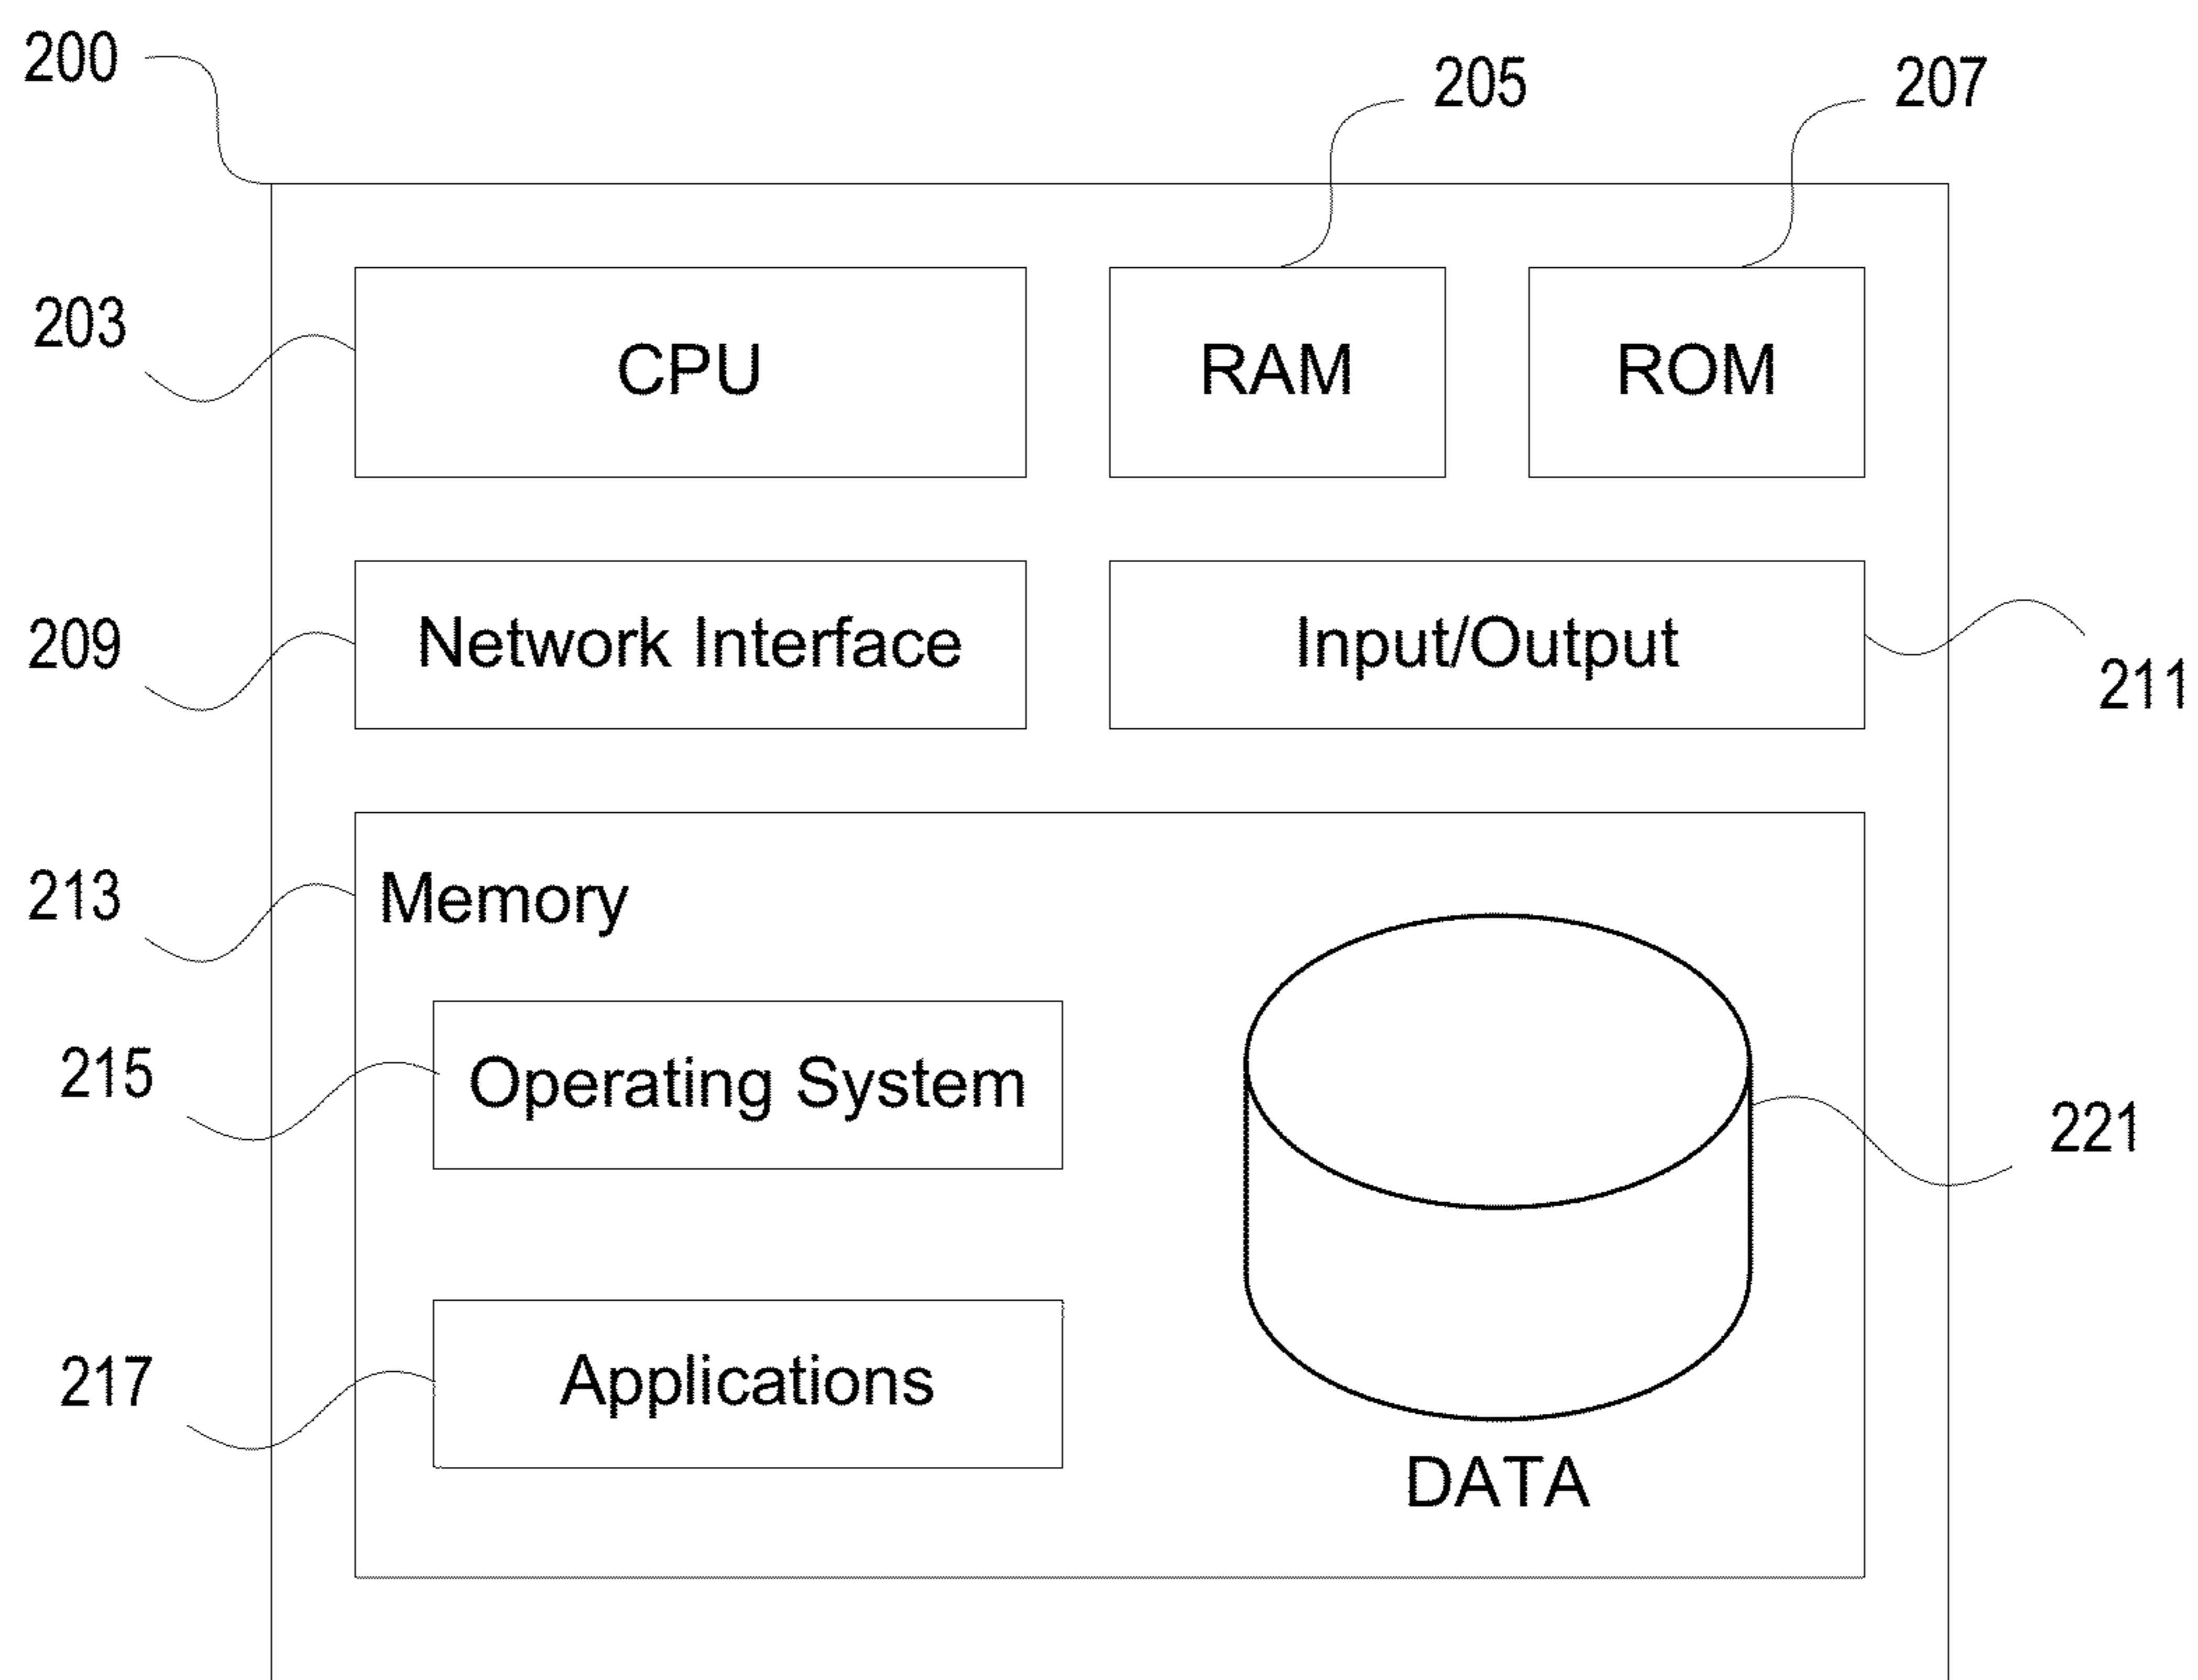 200
205
207
203
CPU
RAM
ROM
209
Network Interface
Input/Output
211
213
Memory
215
Operating System
221
217
Applications
DATA